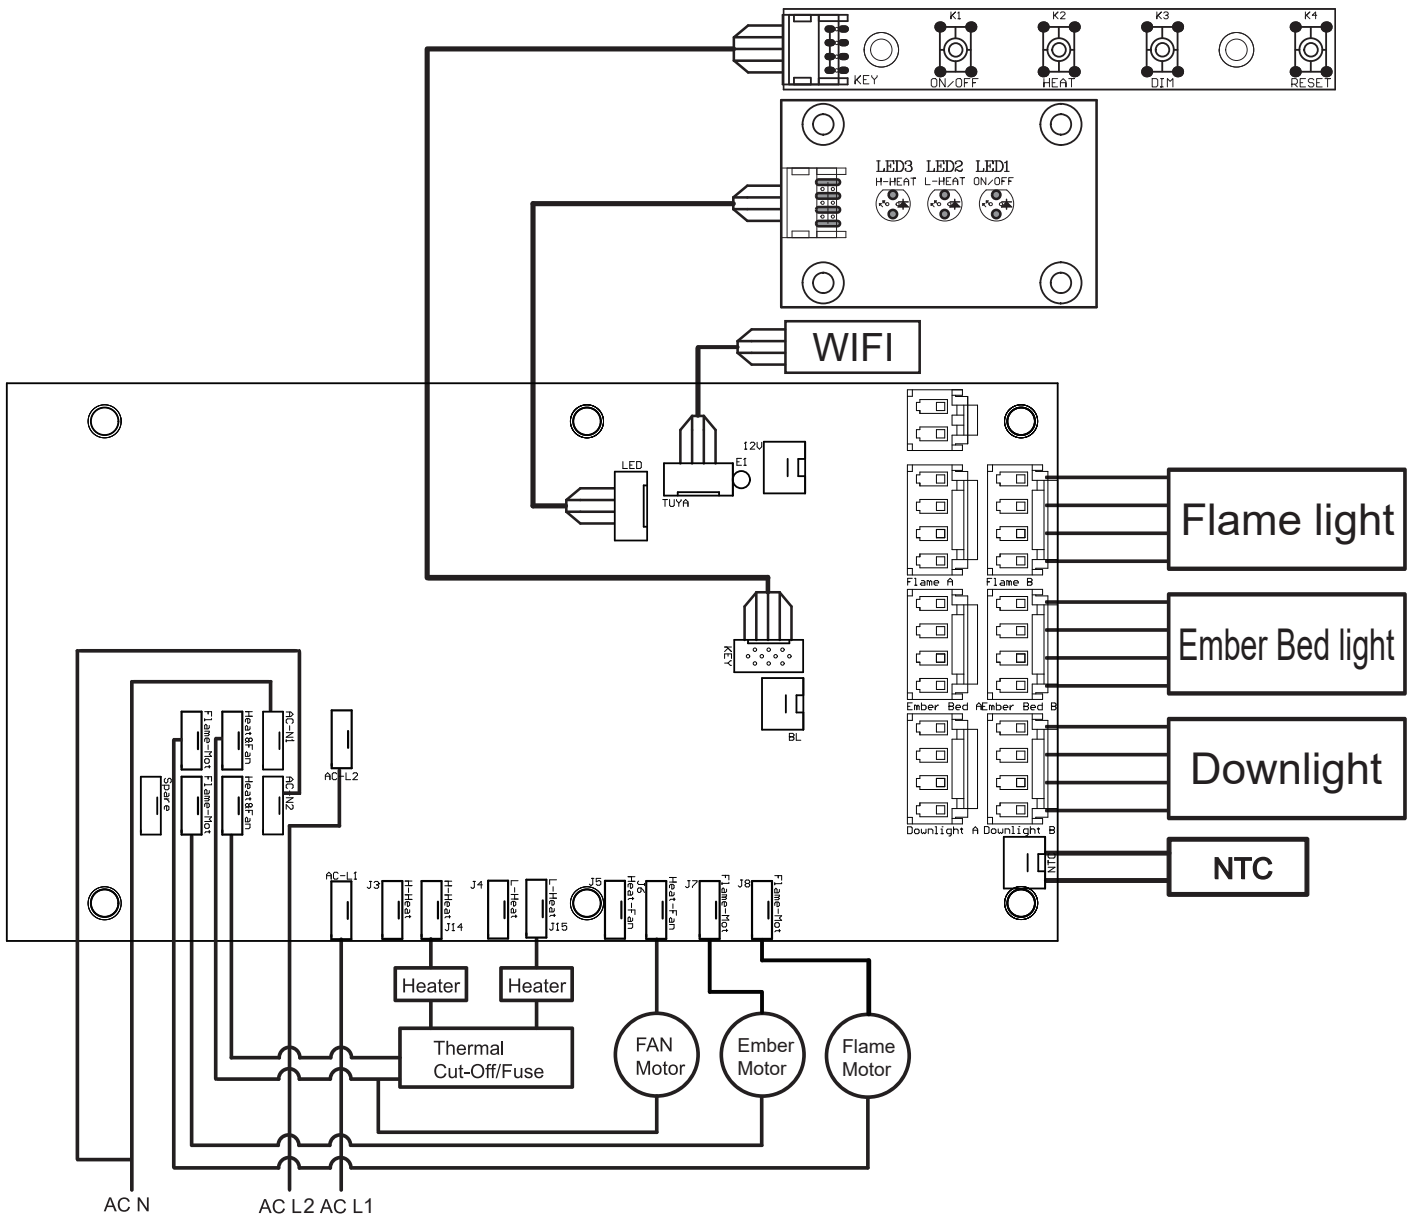 K1
K2
K3
K4
KEY
ON/OFF
HEAT
DIM
RESET
LED3
LED2
LED1
H-HEAT
L-HEAT
ON/OFF
WIFI
12V
LED
E1
TUYA
Flame A
Flame B
Flame light
KEY
BL
Ember Bed A
Ember Bed B
Ember Bed light
Flame-Mot
Heat&Fan
AC-N1
AC-L2
Spare
Flame-Mot
Heat&Fan
AC-N2
Downlight A
Downlight B
Downlight
NTC
AC-L1
J3
H-Heat
H-Heat
J14
J4
L-Heat
L-Heat
J15
J5
Heat-Fan
J6
Heat-Fan
J7
Flame-Mot
J8
Flame-Mot
Heater
Heater
Thermal
Cut-Off/Fuse
FAN
Motor
Ember
Motor
Flame
Motor
AC N
AC L2
AC L1